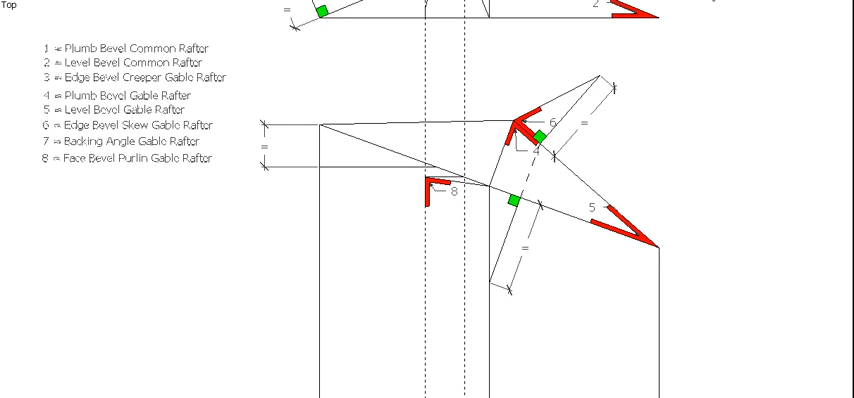 Top
=
2
1 = Plumb Bevel Common Rafter
2 = Level Bevel Common Rafter
3 = Edge Bevel Creeper Gable Rafter
4 = Plumb Bevel Gable Rafter
5 = Level Bevel Gable Rafter
6 = Edge Bevel Skew Gable Rafter
7 = Backing Angle Gable Rafter
8 = Face Bevel Purlin Gable Rafter
6
=
4
=
8
5
=